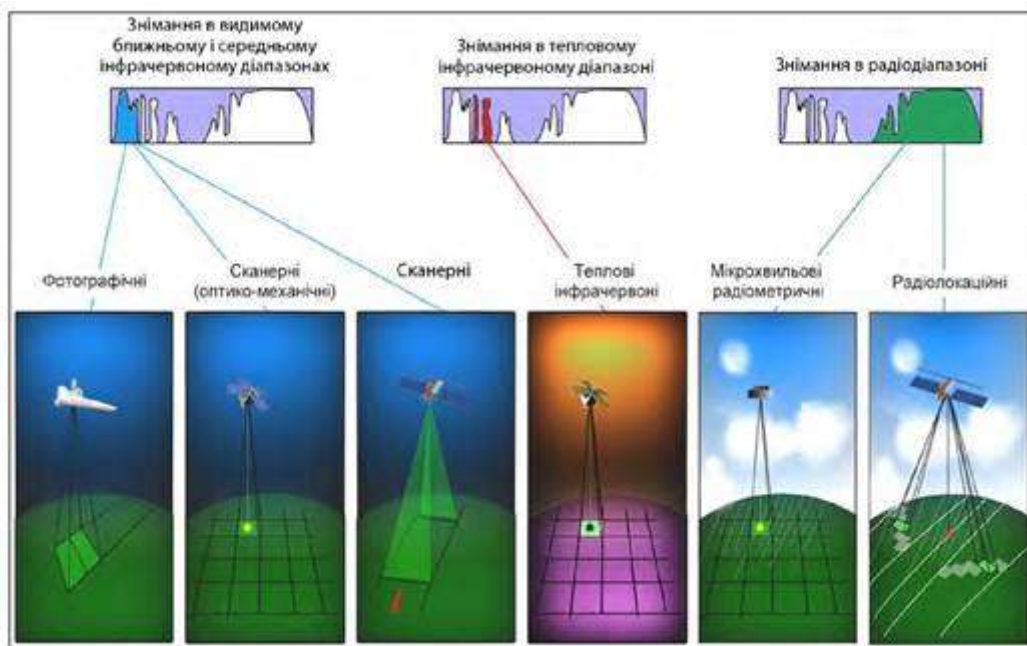 Знімання в видимому
ближньому і середньому
інфрачервоному діапазонах
Знімання в тепловому
інфрачервоному діапазоні
Знімання в радіодіапазоні
Фотографічні
Сканерні
(оптико-механічні)
Сканерні
Теплові
інфрачервоні
Мікрохвильові
радіометричні
Радіолокаційні